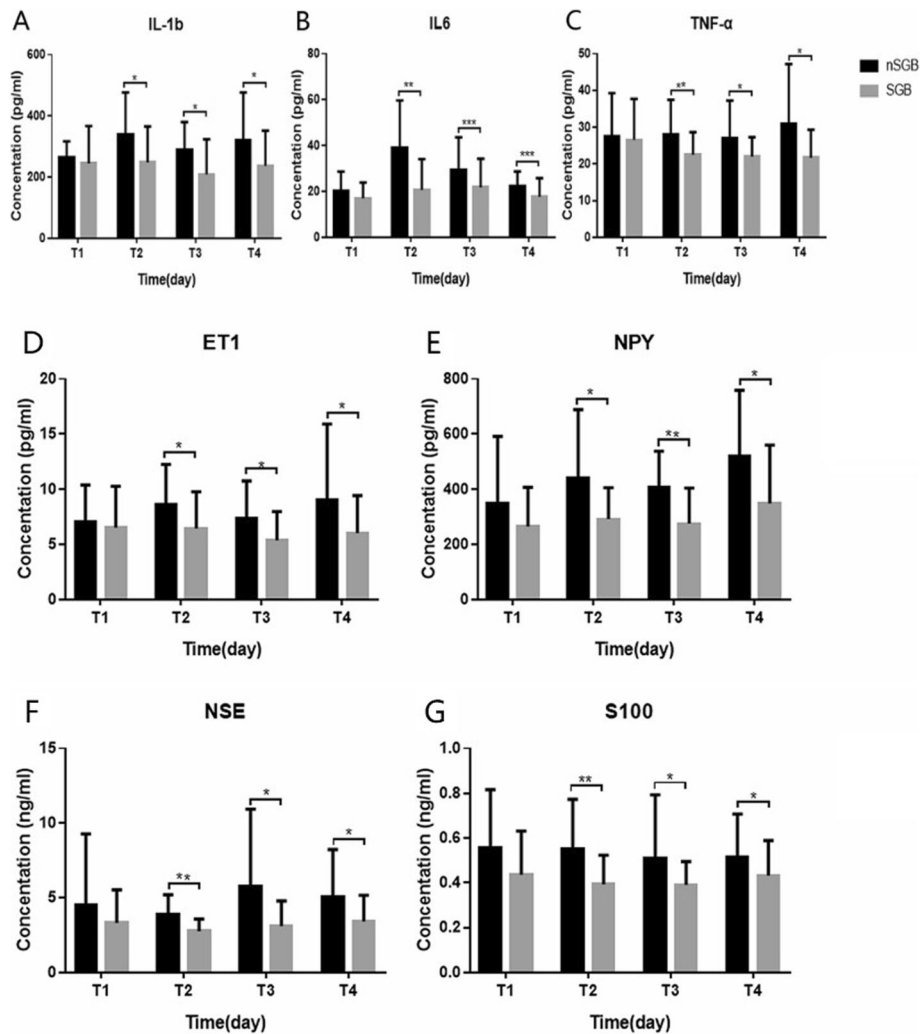 A
IL-1b
Concentration (pg/ml)
600
400
200
0
*
*
*
T1 T2 T3 T4
Time(day)
B
IL6
Concentration (pg/ml)
80
60
40
20
0
**
***
***
T1 T2 T3 T4
Time(day)
C
TNF-α
Concentration (pg/ml)
50
40
30
20
10
0
**
*
*
T1 T2 T3 T4
Time(day)
nSGB
SGB
D
ET1
Concentation (pg/ml)
20
15
10
5
0
*
*
*
T1 T2 T3 T4
Time(day)
E
NPY
Concentation (pg/ml)
800
600
400
200
0
*
**
*
T1 T2 T3 T4
Time(day)
F
NSE
Concentation (ng/ml)
15
10
5
0
**
*
*
T1 T2 T3 T4
Time(day)
G
S100
Concentation (ng/ml)
1.0
0.8
0.6
0.4
0.2
0.0
**
*
*
T1 T2 T3 T4
Time(day)